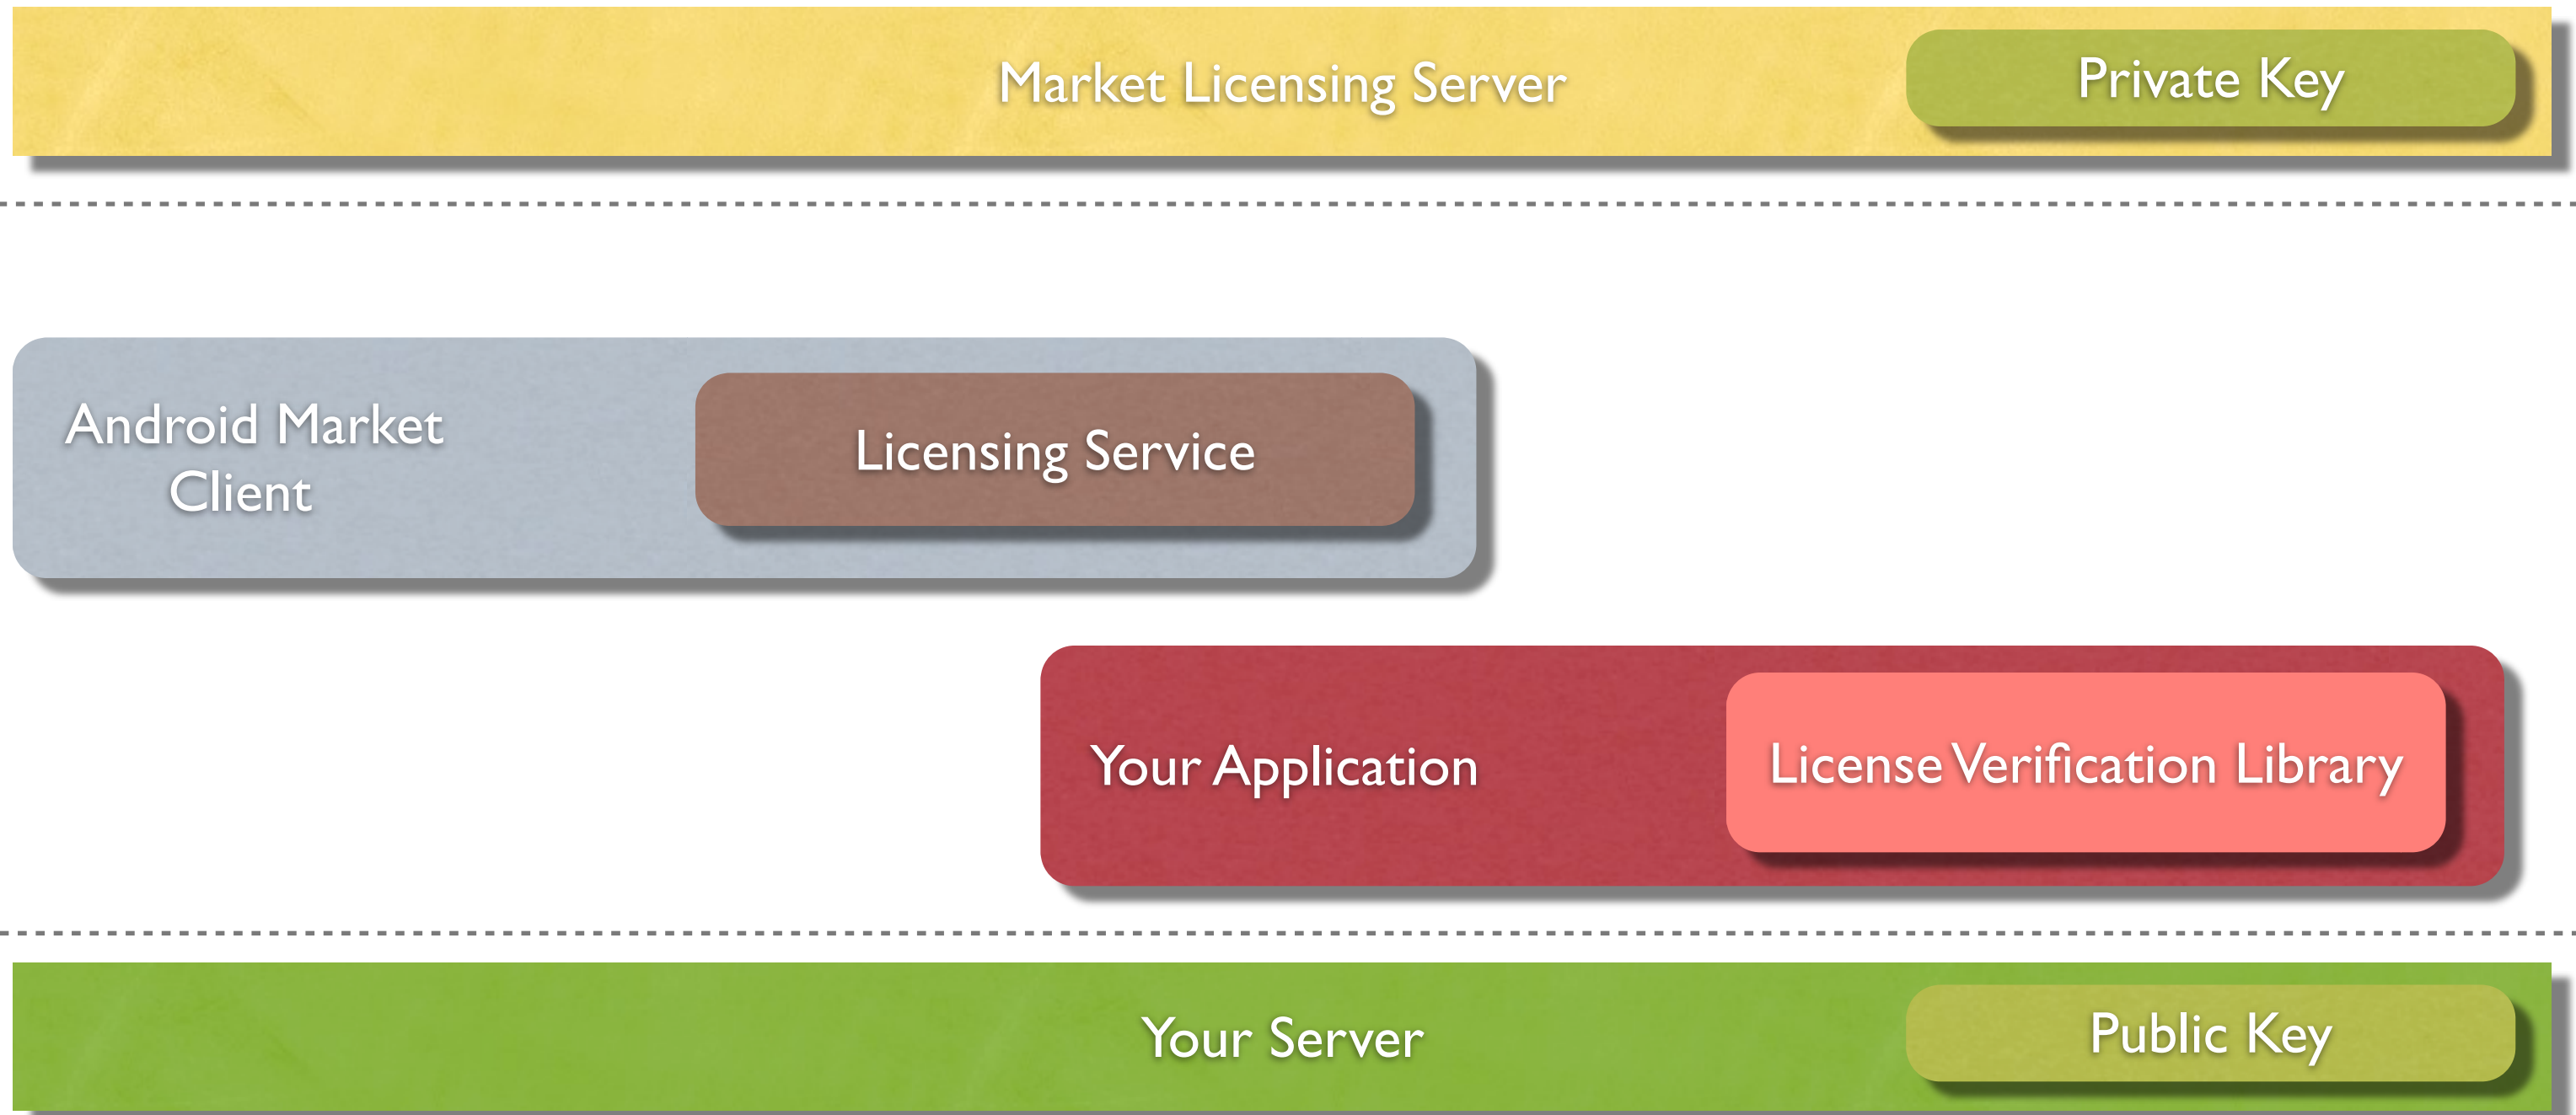 Market Licensing Server
Private Key
Android Market
Client
Licensing Service
Your Application
License Verification Library
Your Server
Public Key